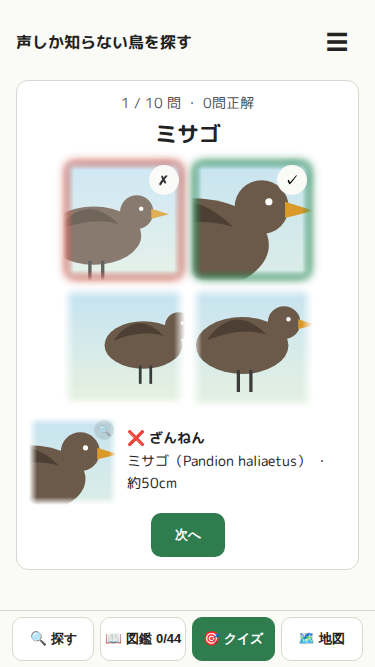 声しか知らない鳥を探す
1 / 10 問 · 0問正解
ミサゴ
✗
✓
❌ ざんねん
ミサゴ（Pandion haliaetus） ·
約50cm
次へ
🔍 探す
📖 図鑑 0/44
🎯 クイズ
🗺️ 地図